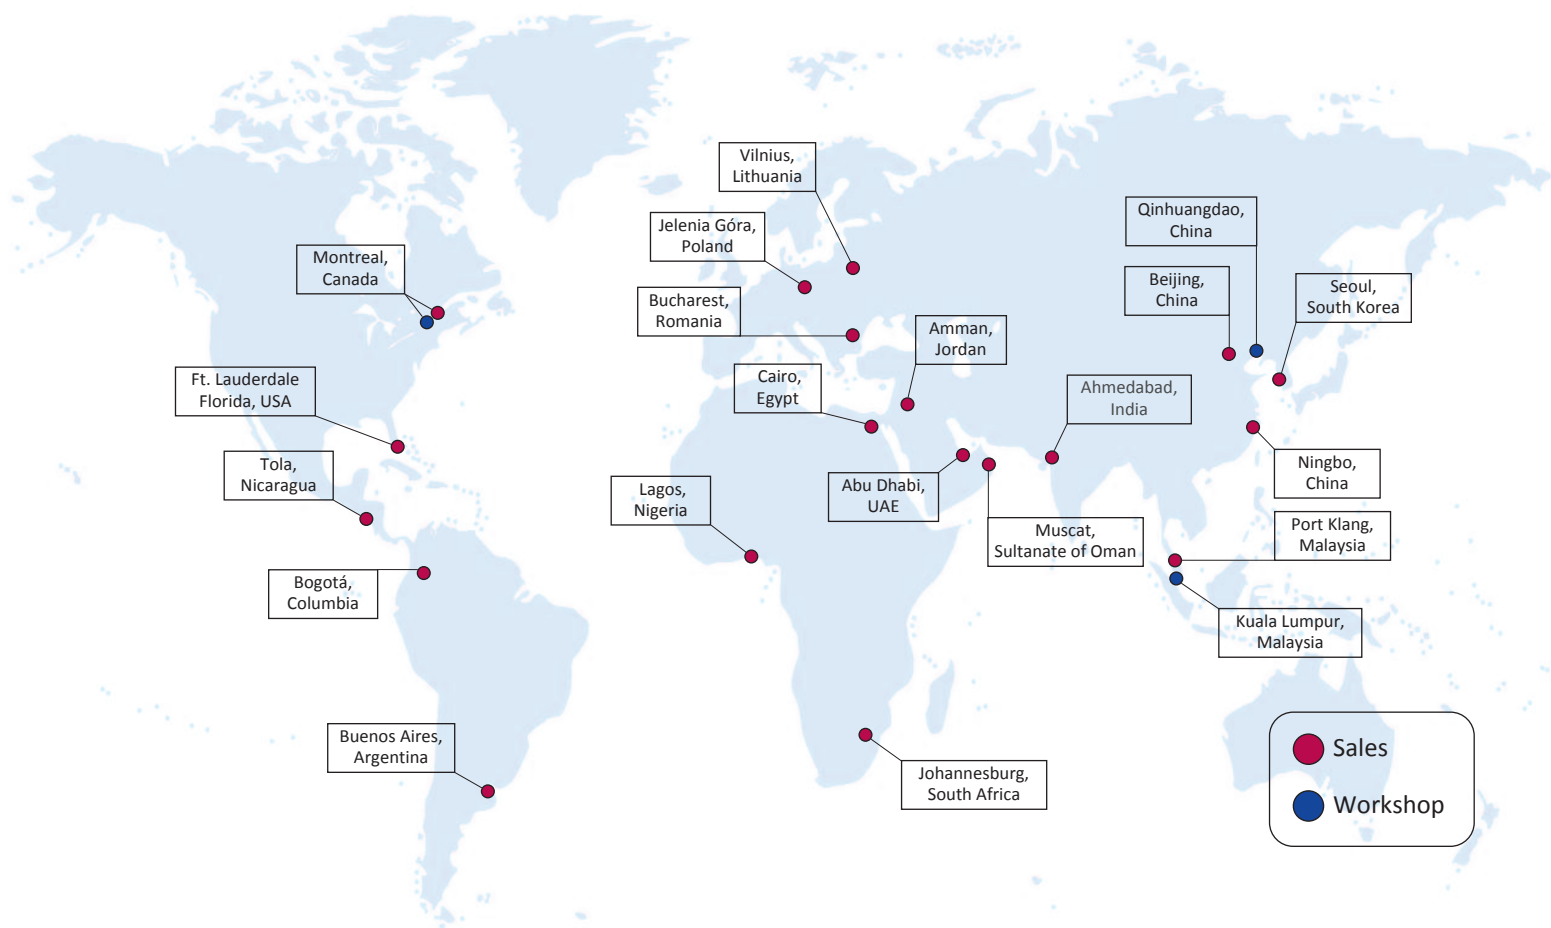 Vilnius,
Lithuania
Qinhuangdao,
China
Jelenia Góra,
Poland
Montreal,
Canada
Beijing,
China
Seoul,
South Korea
Bucharest,
Romania
Amman,
Jordan
Ft. Lauderdale
Florida, USA
Cairo,
Egypt
Ahmedabad,
India
Tola,
Nicaragua
Ningbo,
China
Lagos,
Nigeria
Abu Dhabi,
UAE
Muscat,
Sultanate of Oman
Port Klang,
Malaysia
Bogotá,
Columbia
Kuala Lumpur,
Malaysia
Buenos Aires,
Argentina
Johannesburg,
South Africa
Sales
Workshop